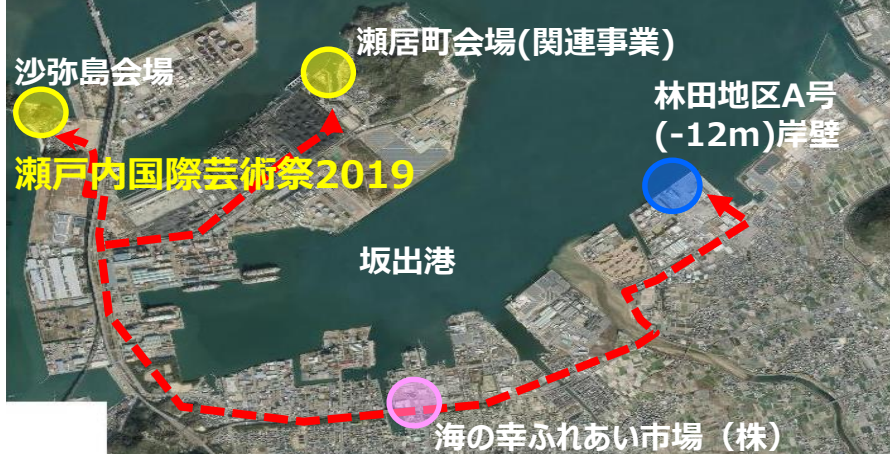 瀬居町会場(関連事業)
沙弥島会場
林田地区A号
(-12m)岸壁
瀬戸内国際芸術祭2019
坂出港
海の幸ふれあい市場（株）